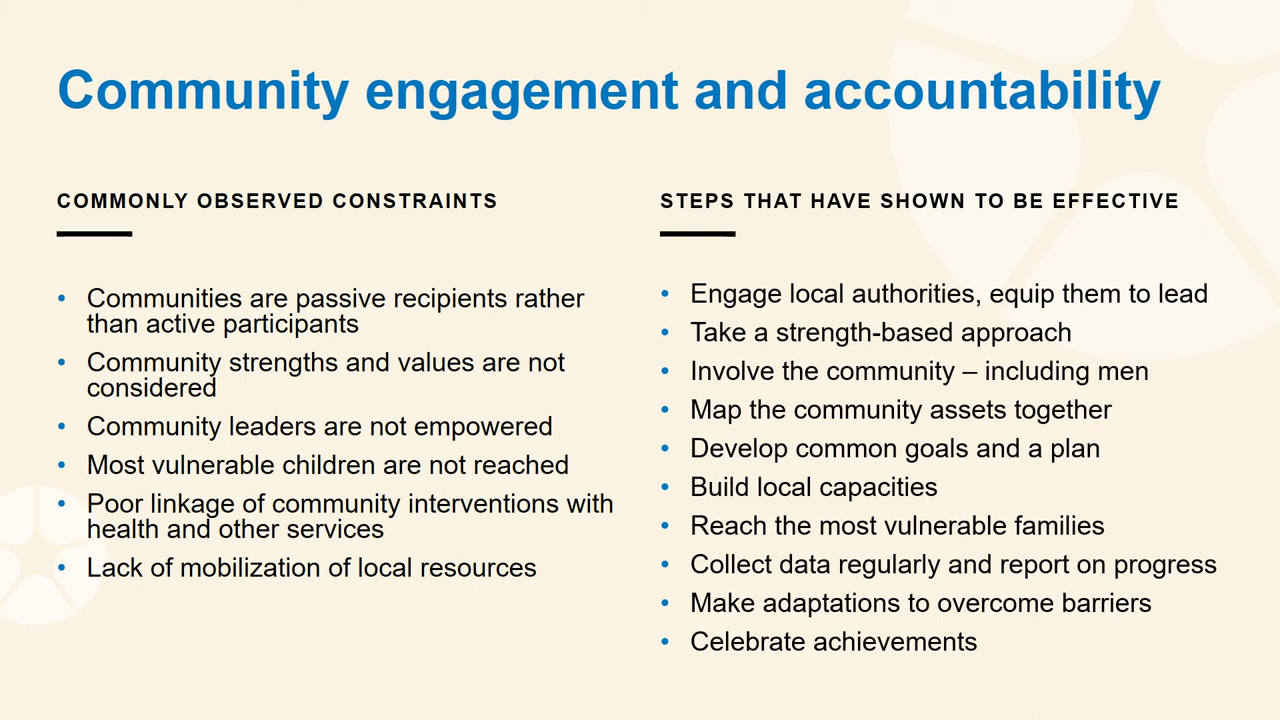 Community engagement and accountability
COMMONLY OBSERVED CONSTRAINTS
• Communities are passive recipients rather
than active participants
• Community strengths and values are not
considered
• Community leaders are not empowered
• Most vulnerable children are not reached
• Poor linkage of community interventions with
health and other services
• Lack of mobilization of local resources
STEPS THAT HAVE SHOWN TO BE EFFECTIVE
• Engage local authorities, equip them to lead
• Take a strength-based approach
• Involve the community – including men
• Map the community assets together
• Develop common goals and a plan
• Build local capacities
• Reach the most vulnerable families
• Collect data regularly and report on progress
• Make adaptations to overcome barriers
• Celebrate achievements